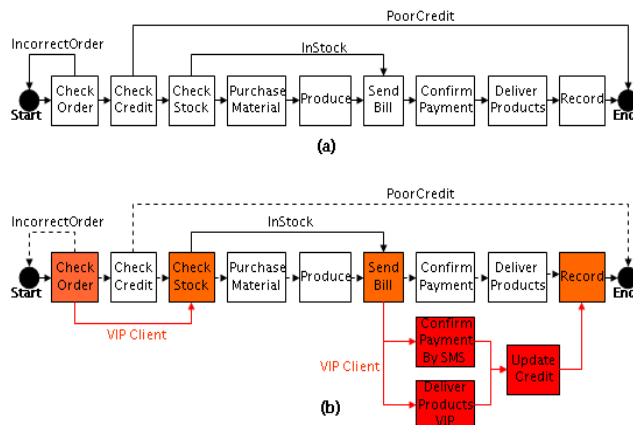 PoorCredit
IncorrectOrder
InStock
Check Order
Check Credit
Check Stock
Purchase Material
Produce
Send Bill
Confirm Payment
Deliver Products
Record
Start
End
(a)
PoorCredit
IncorrectOrder
InStock
Check Order
Check Credit
Check Stock
Purchase Material
Produce
Send Bill
Confirm Payment
Deliver Products
Record
Start
End
VIP Client
Confirm Payment By SMS
VIP Client
Update Credit
Deliver Products VIP
(b)